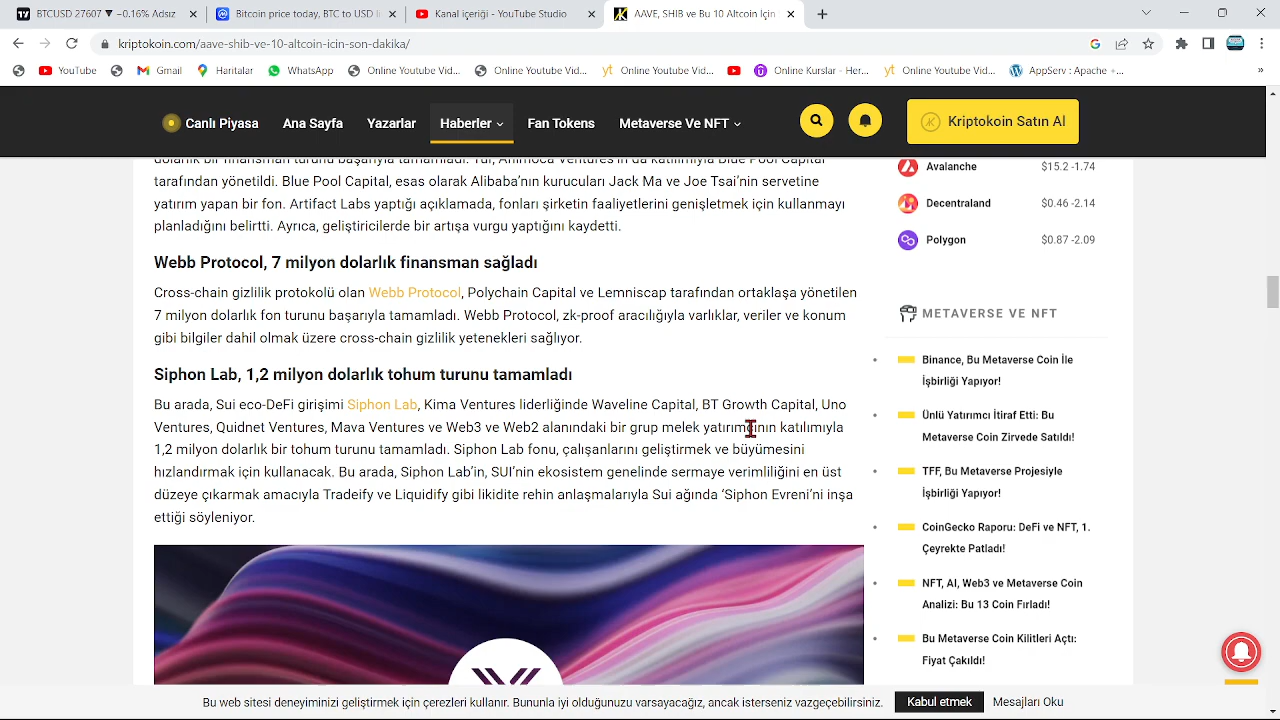 BTCUSD 27607 ▼ −0.16% Adsız
Bitcoin price today, BTC to USD li
Kanal içeriği - YouTube Studio
AAVE, SHIB ve Bu 10 Altcoin İçin
kriptokoin.com/aave-shib-ve-10-altcoin-icin-son-dakika/
YouTube
Gmail
Haritalar
WhatsApp
Online Youtube Vid...
Online Youtube Vid...
Online Youtube Vid...
Online Kurslar - Her...
Online Youtube Vid...
AppServ : Apache +...
»
Canlı Piyasa
Ana Sayfa
Yazarlar
Haberler
Fan Tokens
Metaverse Ve NFT
Kriptokoin Satın Al
dolarlık bir finansman turunu başarıyla tamamladı. Tur, Animoca Ventures'in da katılımıyla Blue Pool Capital
tarafından yönetildi. Blue Pool Capital, esas olarak Alibaba’nın kurucuları Jack Ma ve Joe Tsai’nin servetine
yatırım yapan bir fon. Artifact Labs yaptığı açıklamada, fonları şirketin faaliyetlerini genişletmek için kullanmayı
planladığını belirtti. Ayrıca, geliştiricilerde bir artışa vurgu yaptığını kaydetti.
Webb Protocol, 7 milyon dolarlık finansman sağladı
Cross-chain gizlilik protokolü olan Webb Protocol, Polychain Capital ve Lemniscap tarafından ortaklaşa yönetilen
7 milyon dolarlık fon turunu başarıyla tamamladı. Webb Protocol, zk-proof aracılığıyla varlıklar, veriler ve konum
gibi bilgiler dahil olmak üzere cross-chain gizlilik yetenekleri sağlıyor.
Siphon Lab, 1,2 milyon dolarlık tohum turunu tamamladı
Bu arada, Sui eco-DeFi girişimi Siphon Lab, Kima Ventures liderliğinde Waveline Capital, BT Growth Capital, Uno
Ventures, Quidnet Ventures, Mava Ventures ve Web3 ve Web2 alanındaki bir grup melek yatırımcının katılımıyla
1,2 milyon dolarlık bir tohum turunu tamamladı. Siphon Lab fonu, çalışanlarını geliştirmek ve büyümesini
hızlandırmak için kullanacak. Bu arada, Siphon Lab’in, SUI’nin ekosistem genelinde sermaye verimliliğini en üst
düzeye çıkarmak amacıyla Tradeify ve Liquidify gibi likidite rehin anlaşmalarıyla Sui ağında ‘Siphon Evreni’ni inşa
ettiği söyleniyor.
Avalanche $15.2 -1.74
Decentraland $0.46 -2.14
Polygon $0.87 -2.09
METAVERSE VE NFT
Binance, Bu Metaverse Coin İle
İşbirliği Yapıyor!
Ünlü Yatırımcı İtiraf Etti: Bu
Metaverse Coin Zirvede Satıldı!
TFF, Bu Metaverse Projesiyle
İşbirliği Yapıyor!
CoinGecko Raporu: DeFi ve NFT, 1.
Çeyrekte Patladı!
NFT, AI, Web3 ve Metaverse Coin
Analizi: Bu 13 Coin Fırladı!
Bu Metaverse Coin Kilitleri Açtı:
Fiyat Çakıldı!
Bu web sitesi deneyiminizi geliştirmek için çerezleri kullanır. Bununla iyi olduğunuzu varsayacağız, ancak isterseniz vazgeçebilirsiniz.
Kabul etmek
Mesajları Oku